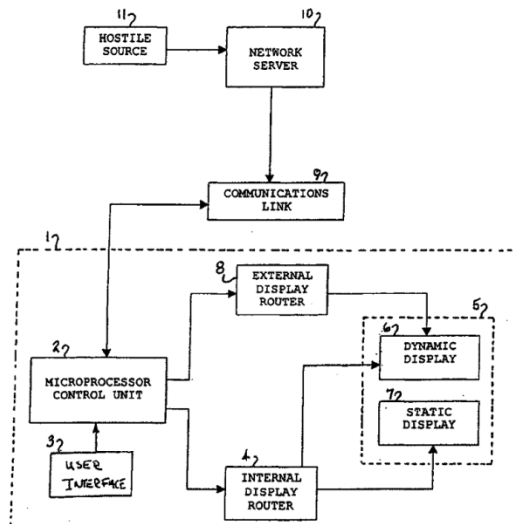 11
HOSTILE
SOURCE
10
NETWORK
SERVER
9
COMMUNICATIONS
LINK
1
8
EXTERNAL
DISPLAY
ROUTER
5
6
DYNAMIC
DISPLAY
2
MICROPROCESSOR
CONTROL UNIT
7
STATIC
DISPLAY
3
USER
INTERFACE
4
INTERNAL
DISPLAY
ROUTER